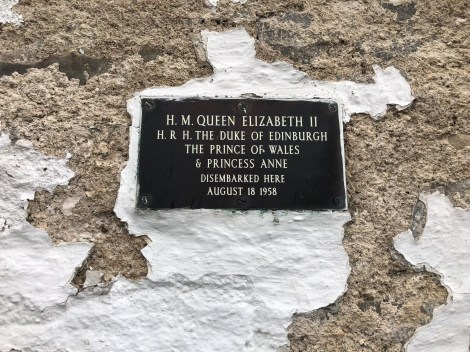 H. M. QUEEN ELIZABETH II
H. R. H. THE DUKE OF EDINBURGH
THE PRINCE OF WALES
& PRINCESS ANNE
DISEMBARKED HERE
AUGUST 18 1958